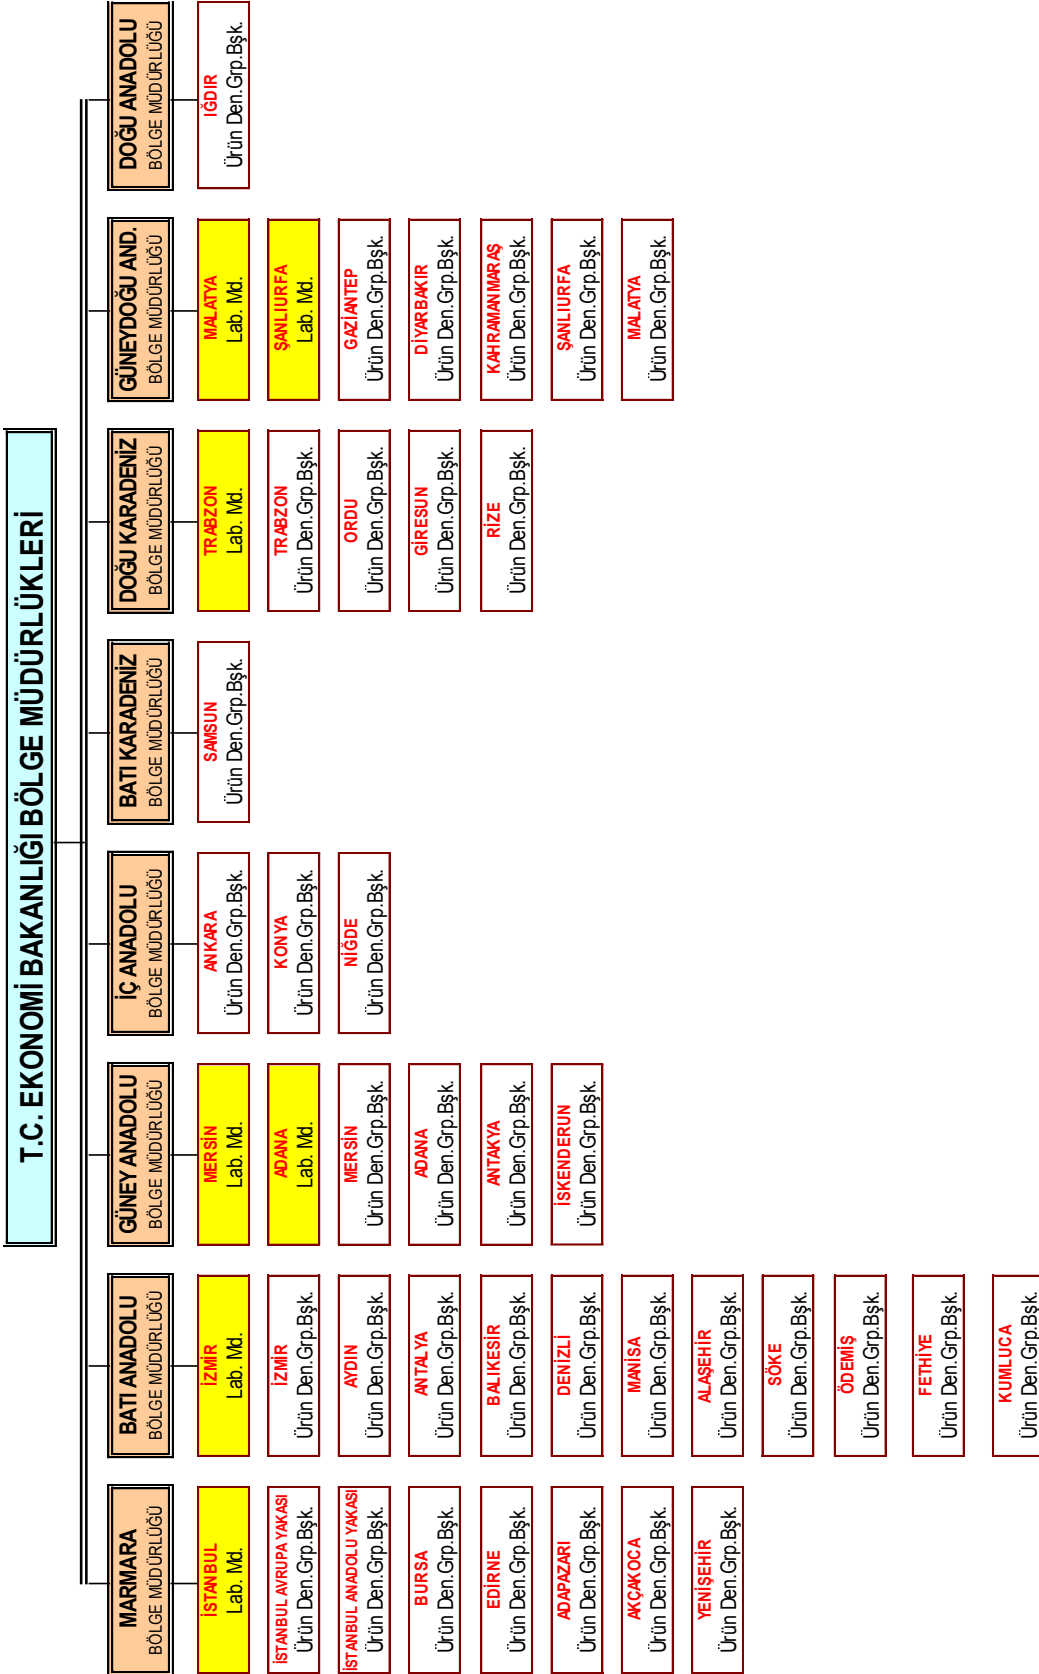 T.C. EKONOMİ BAKANLIĞI BÖLGE MÜDÜRLÜKLERİ
MARMARA
BÖLGE MÜDÜRLÜĞÜ
İSTANBUL
Lab. Md.
İSTANBUL AVRUPA YAKASI
Ürün Den.Grp.Bşk.
İSTANBUL ANADOLU YAKASI
Ürün Den.Grp.Bşk.
BURSA
Ürün Den.Grp.Bşk.
EDİRNE
Ürün Den.Grp.Bşk.
ADAPAZARI
Ürün Den.Grp.Bşk.
AKÇAKOCA
Ürün Den.Grp.Bşk.
YENİŞEHİR
Ürün Den.Grp.Bşk.
BATI ANADOLU
BÖLGE MÜDÜRLÜĞÜ
İZMİR
Lab. Md.
İZMİR
Ürün Den.Grp.Bşk.
AYDIN
Ürün Den.Grp.Bşk.
ANTALYA
Ürün Den.Grp.Bşk.
BALIKESİR
Ürün Den.Grp.Bşk.
DENİZLİ
Ürün Den.Grp.Bşk.
MANİSA
Ürün Den.Grp.Bşk.
ALAŞEHİR
Ürün Den.Grp.Bşk.
SÖKE
Ürün Den.Grp.Bşk.
ÖDEMİŞ
Ürün Den.Grp.Bşk.
FETHİYE
Ürün Den.Grp.Bşk.
KUMLUCA
Ürün Den.Grp.Bşk.
GÜNEY ANADOLU
BÖLGE MÜDÜRLÜĞÜ
MERSİN
Lab. Md.
ADANA
Lab. Md.
MERSİN
Ürün Den.Grp.Bşk.
ADANA
Ürün Den.Grp.Bşk.
ANTAKYA
Ürün Den.Grp.Bşk.
İSKENDERUN
Ürün Den.Grp.Bşk.
İÇ ANADOLU
BÖLGE MÜDÜRLÜĞÜ
ANKARA
Ürün Den.Grp.Bşk.
KONYA
Ürün Den.Grp.Bşk.
NİĞDE
Ürün Den.Grp.Bşk.
BATI KARADENİZ
BÖLGE MÜDÜRLÜĞÜ
SAMSUN
Ürün Den.Grp.Bşk.
DOĞU KARADENİZ
BÖLGE MÜDÜRLÜĞÜ
TRABZON
Lab. Md.
TRABZON
Ürün Den.Grp.Bşk.
ORDU
Ürün Den.Grp.Bşk.
GİRESUN
Ürün Den.Grp.Bşk.
RİZE
Ürün Den.Grp.Bşk.
GÜNEYDOĞU AND.
BÖLGE MÜDÜRLÜĞÜ
MALATYA
Lab. Md.
ŞANLIURFA
Lab. Md.
GAZİANTEP
Ürün Den.Grp.Bşk.
DİYARBAKIR
Ürün Den.Grp.Bşk.
KAHRAMANMARAŞ
Ürün Den.Grp.Bşk.
ŞANLIURFA
Ürün Den.Grp.Bşk.
MALATYA
Ürün Den.Grp.Bşk.
DOĞU ANADOLU
BÖLGE MÜDÜRLÜĞÜ
IĞDIR
Ürün Den.Grp.Bşk.